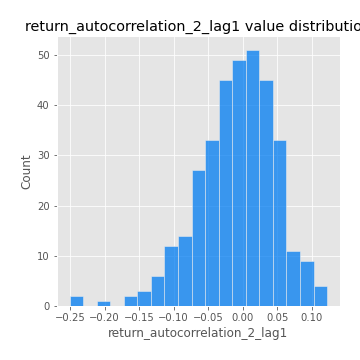 return_autocorrelation_2_lag1 value distributio
50
40
30
20
10
0
Count
−0.25 −0.20 −0.15 −0.10 −0.05 0.00 0.05 0.10
return_autocorrelation_2_lag1